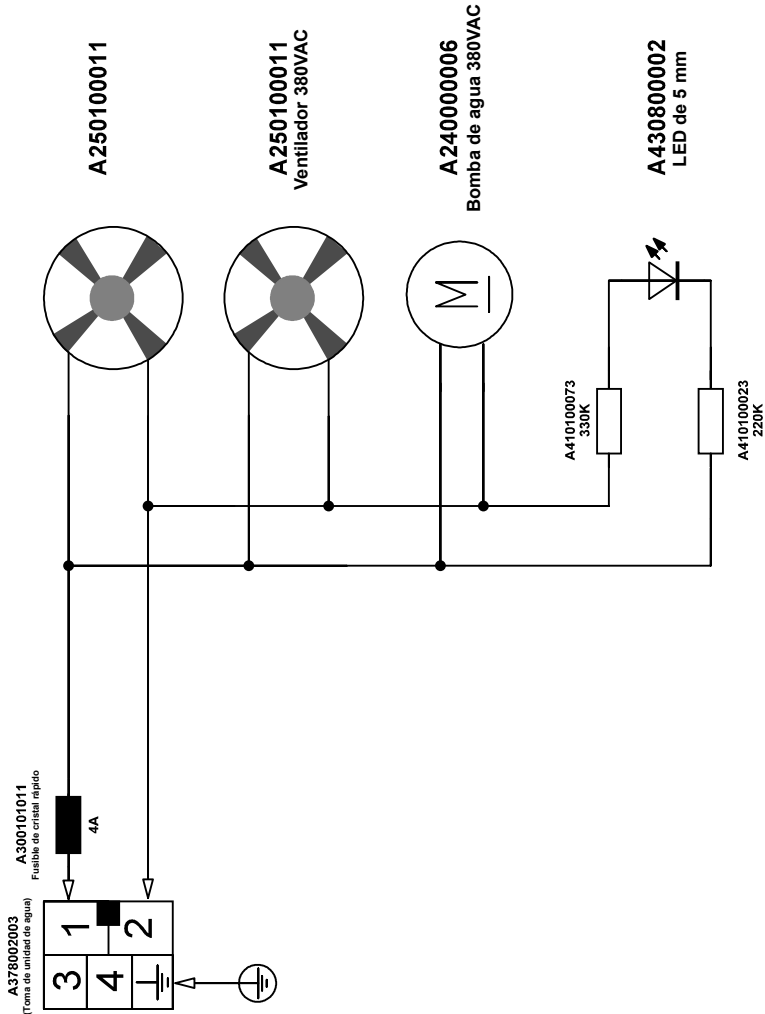 A250100011
A250100011
Ventilador 380VAC
A240000006
Bomba de agua 380VAC
A430800002
LED de 5 mm
M
A410100073
330K
A410100023
220K
A300101011
Fusible de cristal rápido
4A
A378002003
(Toma de unidad de agua)
1
2
3
4